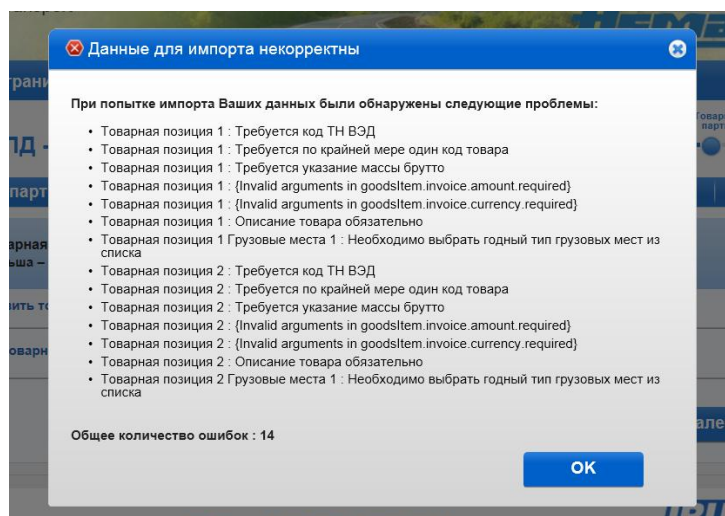 Данные для импорта некорректны
При попытке импорта Ваших данных были обнаружены следующие проблемы:
• Товарная позиция 1 : Требуется код ТН ВЭД
• Товарная позиция 1 : Требуется по крайней мере один код товара
• Товарная позиция 1 : Требуется указание массы брутто
• Товарная позиция 1 : {Invalid arguments in goodsItem.invoice.amount.required}
• Товарная позиция 1 : {Invalid arguments in goodsItem.invoice.currency.required}
• Товарная позиция 1 : Описание товара обязательно
• Товарная позиция 1 Грузовые места 1 : Необходимо выбрать годный тип грузовых мест из
списка
• Товарная позиция 2 : Требуется код ТН ВЭД
• Товарная позиция 2 : Требуется по крайней мере один код товара
• Товарная позиция 2 : Требуется указание массы брутто
• Товарная позиция 2 : {Invalid arguments in goodsItem.invoice.amount.required}
• Товарная позиция 2 : {Invalid arguments in goodsItem.invoice.currency.required}
• Товарная позиция 2 : Описание товара обязательно
• Товарная позиция 2 Грузовые места 1 : Необходимо выбрать годный тип грузовых мест из
списка
Общее количество ошибок : 14
OK